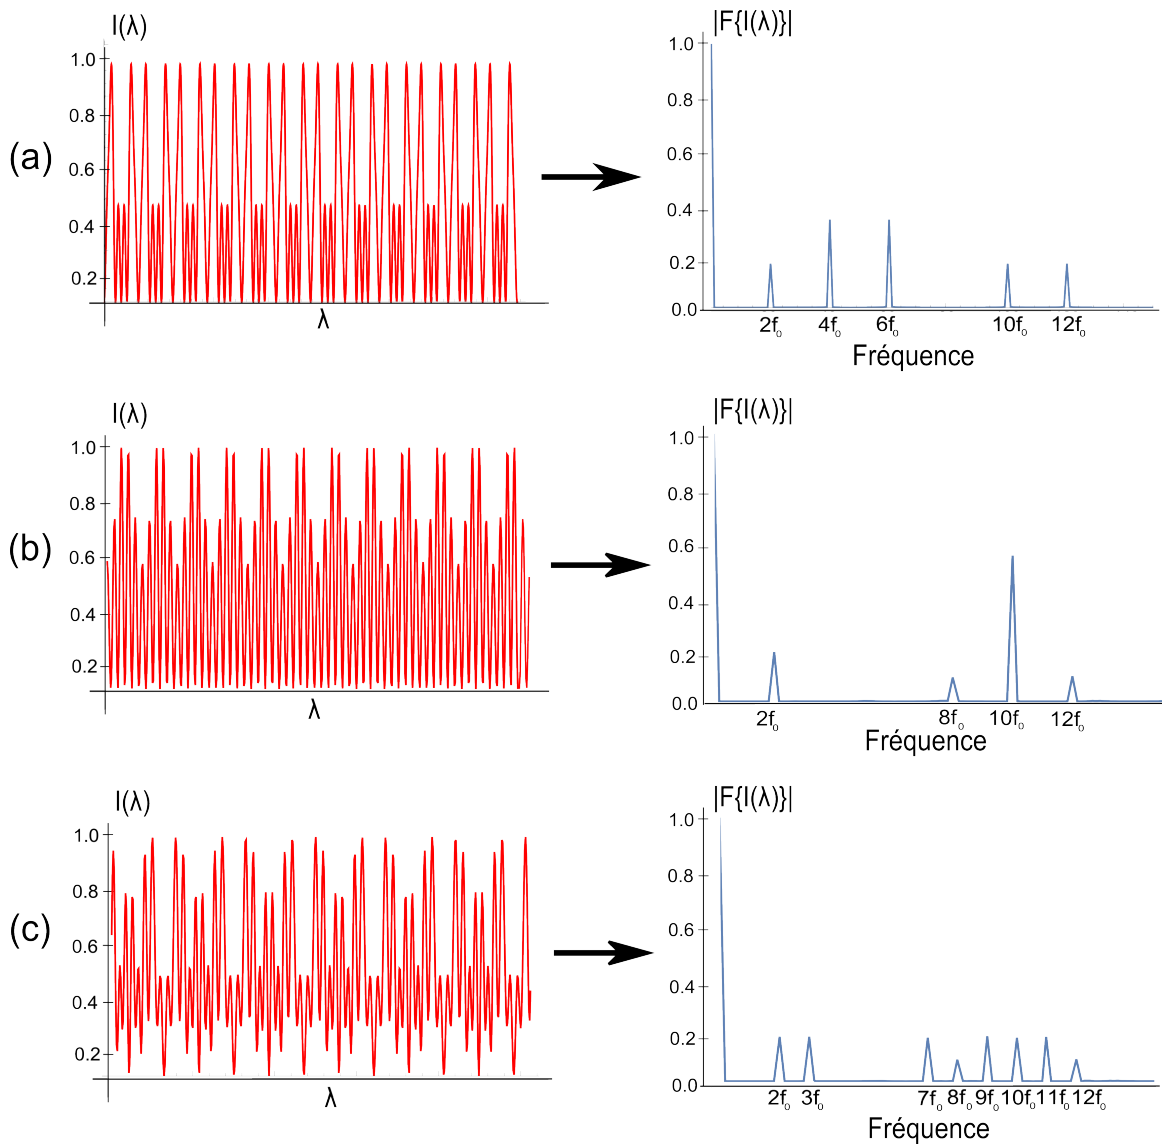 (a)
I(λ)
1.0
0.8
0.6
0.4
0.2
λ
|F{I(λ)}|
1.0
0.8
0.6
0.4
0.2
0.0
2f₀ 4f₀ 6f₀ 10f₀ 12f₀
Fréquence
(b)
I(λ)
1.0
0.8
0.6
0.4
0.2
λ
|F{I(λ)}|
1.0
0.8
0.6
0.4
0.2
0.0
2f₀ 8f₀ 10f₀ 12f₀
Fréquence
(c)
I(λ)
1.0
0.8
0.6
0.4
0.2
λ
|F{I(λ)}|
1.0
0.8
0.6
0.4
0.2
0.0
2f₀ 3f₀ 7f₀ 8f₀ 9f₀ 10f₀ 11f₀ 12f₀
Fréquence